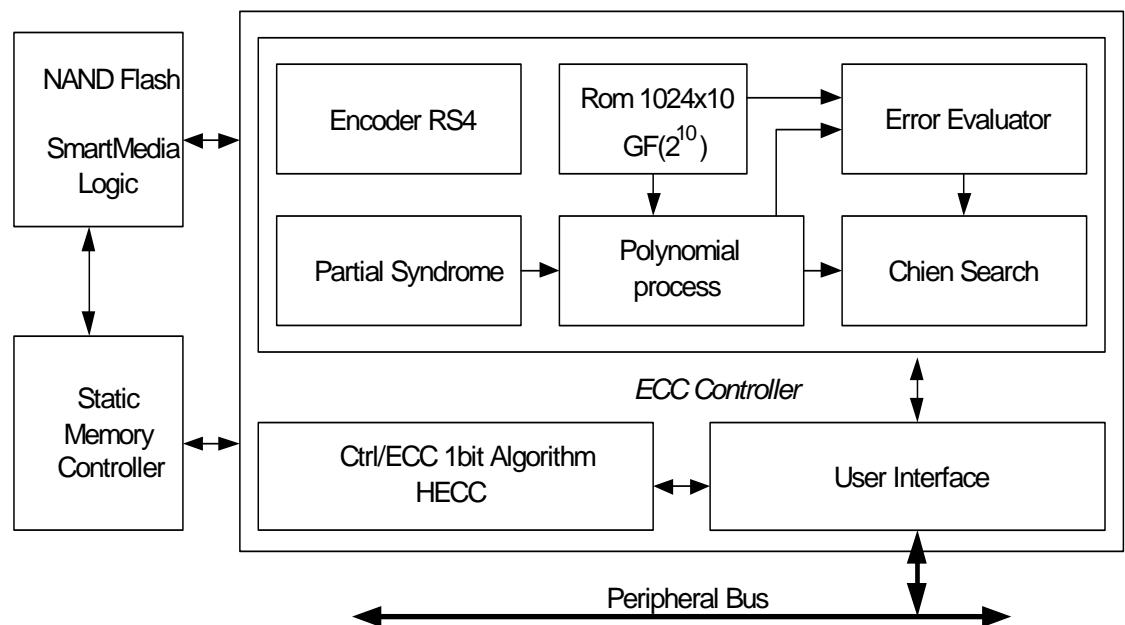 NAND Flash
SmartMedia
Logic
Static
Memory
Controller
Encoder RS4
Rom 1024x10
GF(2^10)
Error Evaluator
Partial Syndrome
Polynomial
process
Chien Search
ECC Controller
Ctrl/ECC 1bit Algorithm
HECC
User Interface
Peripheral Bus